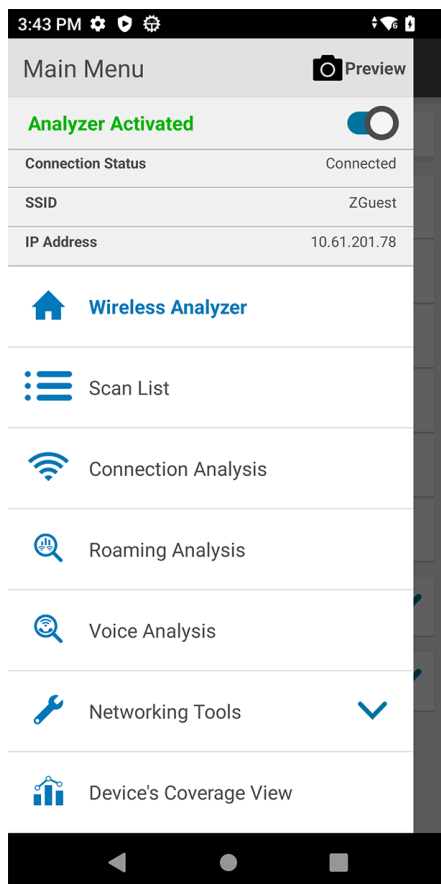 3:43 PM
Main Menu Preview
Analyzer Activated
Connection Status Connected
SSID ZGuest
IP Address 10.61.201.78
Wireless Analyzer
Scan List
Connection Analysis
Roaming Analysis
Voice Analysis
Networking Tools
Device's Coverage View